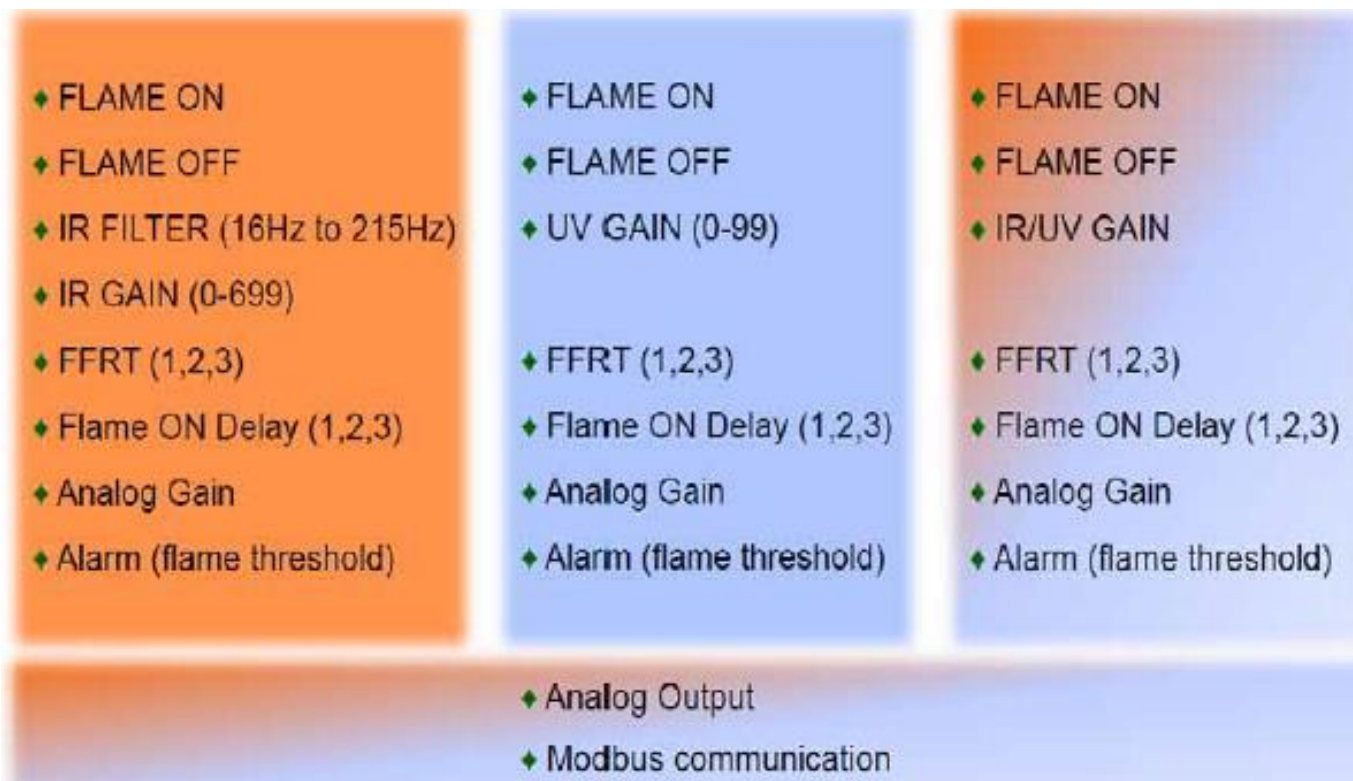 ♦ FLAME ON
♦ FLAME OFF
♦ IR FILTER (16Hz to 215Hz)
♦ IR GAIN (0-699)
♦ FFRT (1,2,3)
♦ Flame ON Delay (1,2,3)
♦ Analog Gain
♦ Alarm (flame threshold)
♦ FLAME ON
♦ FLAME OFF
♦ UV GAIN (0-99)
♦ FFRT (1,2,3)
♦ Flame ON Delay (1,2,3)
♦ Analog Gain
♦ Alarm (flame threshold)
♦ FLAME ON
♦ FLAME OFF
♦ IR/UV GAIN
♦ FFRT (1,2,3)
♦ Flame ON Delay (1,2,3)
♦ Analog Gain
♦ Alarm (flame threshold)
♦ Analog Output
♦ Modbus communication